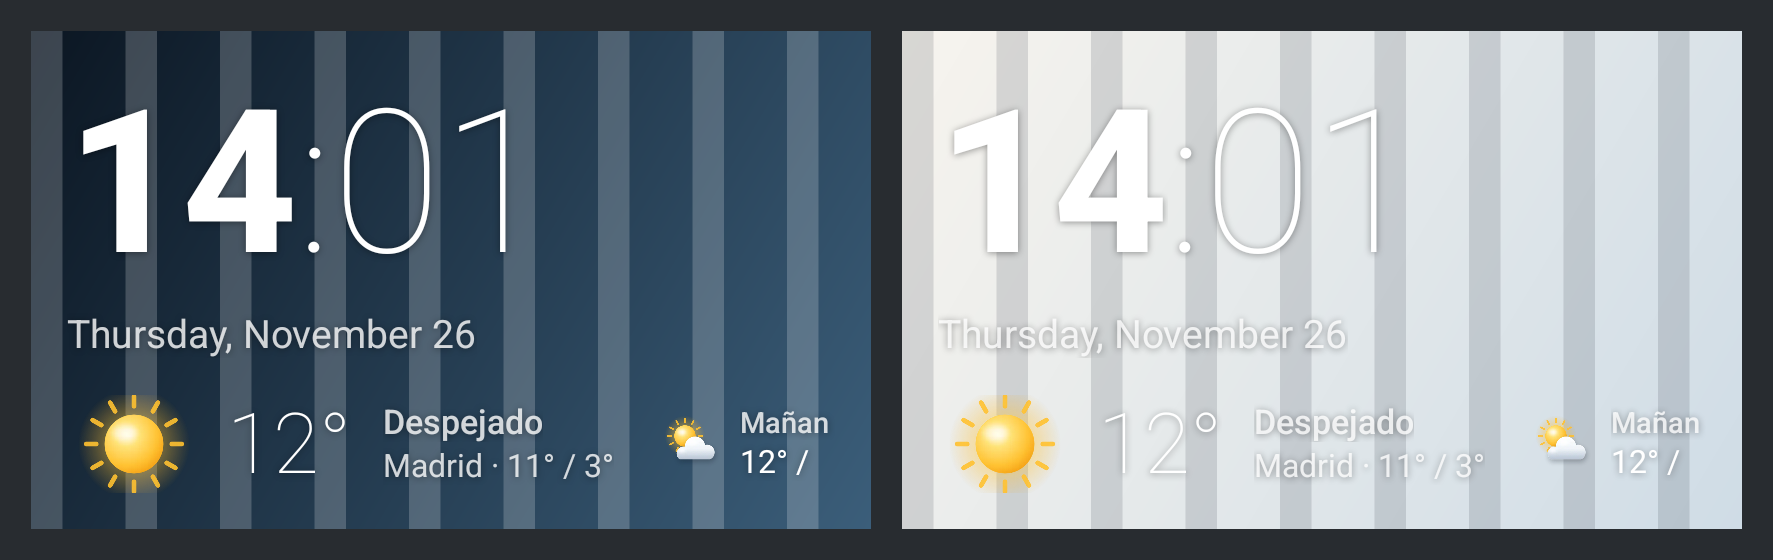 14:01
Thursday, November 26
12°
Despejado
Madrid · 11° / 3°
Mañan
12° /
14:01
Thursday, November 26
12°
Despejado
Madrid · 11° / 3°
Mañan
12° /